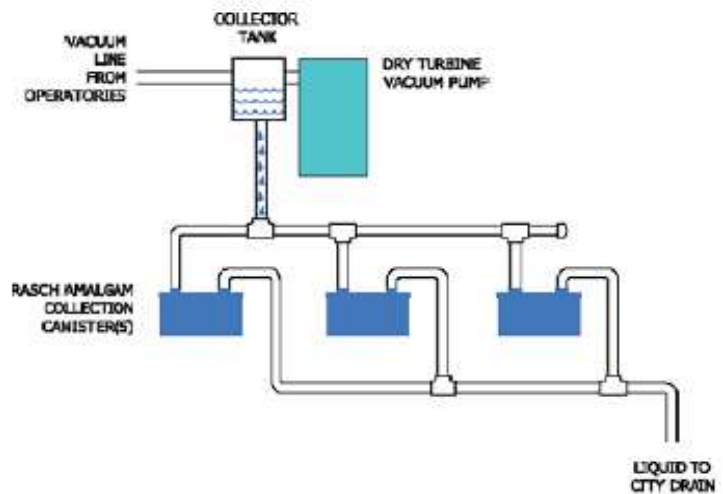 COLLECTOR
TANK
VACUUM
LINE
FROM
OPERATORIES
DRY TURBINE
VACUUM PUMP
RASCH AMALGAM
COLLECTION
CANISTER(S)
LIQUID TO
CITY DRAIN